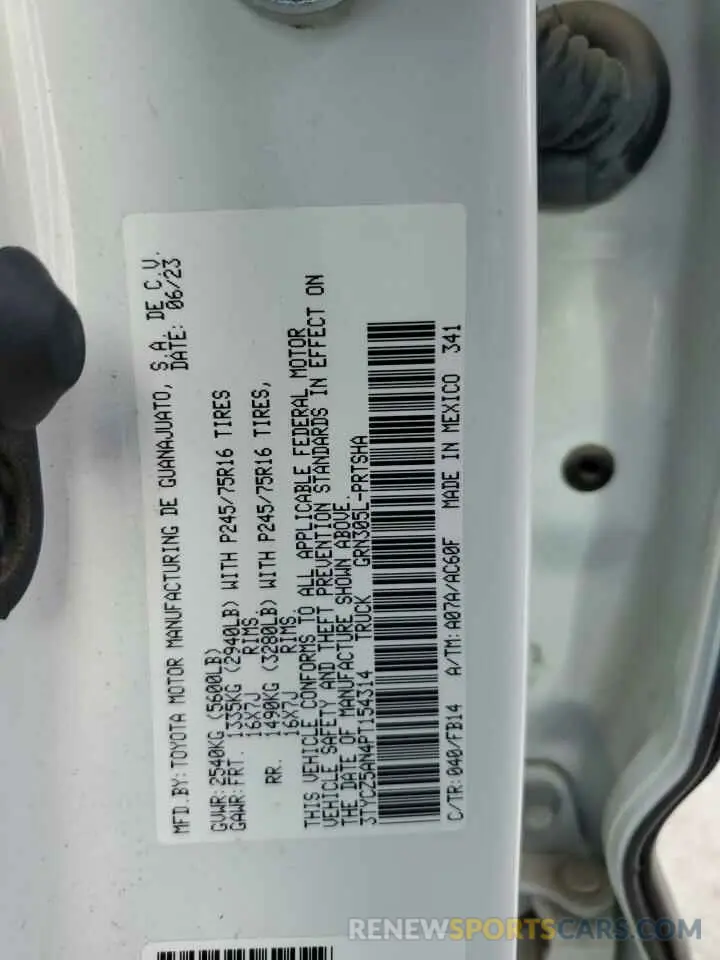 MFD.BY:TOYOTA MOTOR MANUFACTURING DE GUANAJUATO, S.A. DE C.V.
DATE: 06/23
GVWR:2540KG (5600LB)
GAWR:FRT. 1335KG (2940LB) WITH P245/75R16 TIRES
16X7J RIMS.
RR. 1490KG (3280LB) WITH P245/75R16 TIRES,
16X7J RIMS.
THIS VEHICLE CONFORMS TO ALL APPLICABLE FEDERAL MOTOR
VEHICLE SAFETY AND THEFT PREVENTION STANDARDS IN EFFECT ON
THE DATE OF MANUFACTURE SHOWN ABOVE.
3TYCZ5AN4PT154314 TRUCK GRN305L-PRTSHA
C/TR:040/FB14 A/TM:A07A/AC60F MADE IN MEXICO 341
RENEWSPORTSCARS.COM